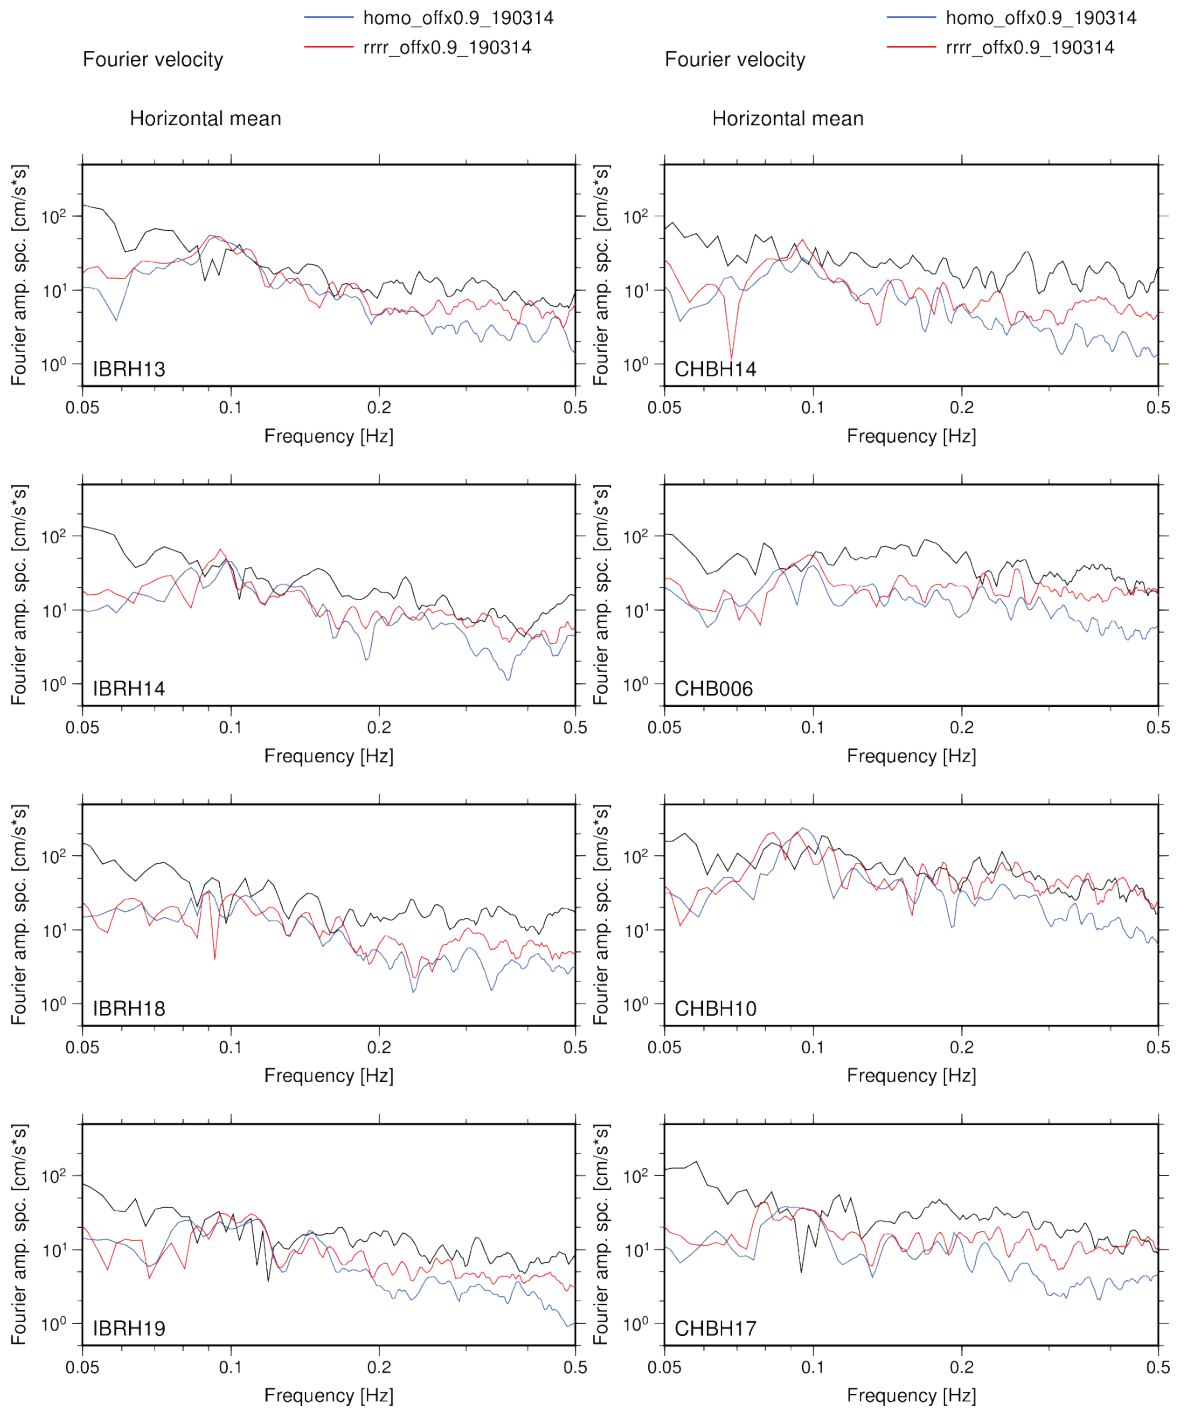 homo_offx0.9_190314
rrrr_offx0.9_190314
Fourier velocity
Horizontal mean
Fourier amp. spc. [cm/s*s]
10²
10¹
10⁰
IBRH13
0.05 0.1 0.2 0.5
Frequency [Hz]
Fourier amp. spc. [cm/s*s]
10²
10¹
10⁰
IBRH14
0.05 0.1 0.2 0.5
Frequency [Hz]
Fourier amp. spc. [cm/s*s]
10²
10¹
10⁰
IBRH18
0.05 0.1 0.2 0.5
Frequency [Hz]
Fourier amp. spc. [cm/s*s]
10²
10¹
10⁰
IBRH19
0.05 0.1 0.2 0.5
Frequency [Hz]
homo_offx0.9_190314
rrrr_offx0.9_190314
Fourier velocity
Horizontal mean
Fourier amp. spc. [cm/s*s]
10²
10¹
10⁰
CHBH14
0.05 0.1 0.2 0.5
Frequency [Hz]
Fourier amp. spc. [cm/s*s]
10²
10¹
10⁰
CHB006
0.05 0.1 0.2 0.5
Frequency [Hz]
Fourier amp. spc. [cm/s*s]
10²
10¹
10⁰
CHBH10
0.05 0.1 0.2 0.5
Frequency [Hz]
Fourier amp. spc. [cm/s*s]
10²
10¹
10⁰
CHBH17
0.05 0.1 0.2 0.5
Frequency [Hz]